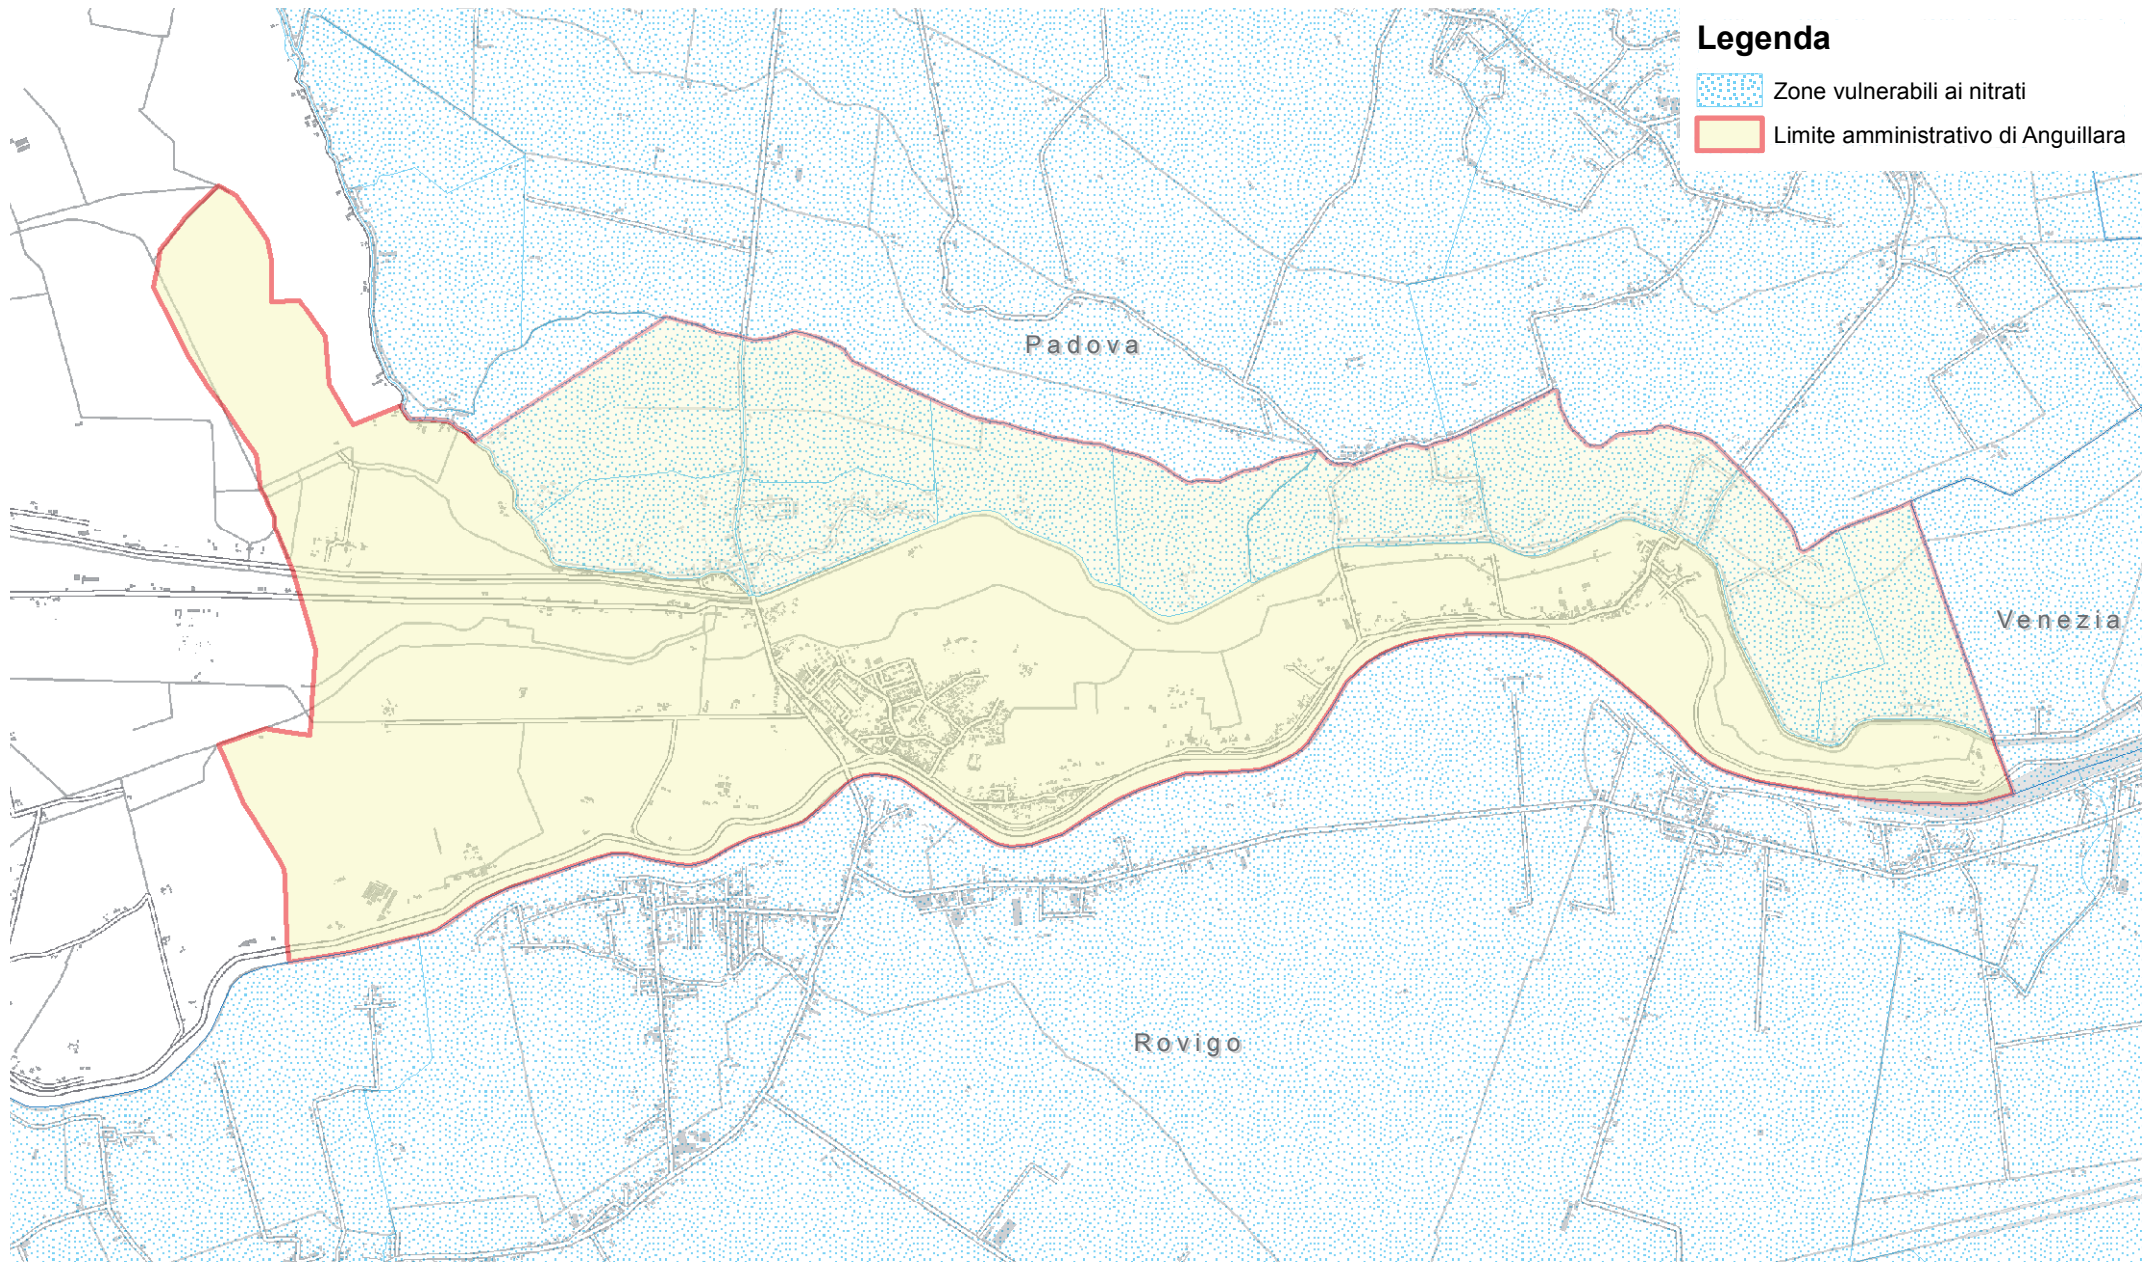 Legenda
Zone vulnerabili ai nitrati
Limite amministrativo di Anguillara
Padova
Venezia
Rovigo